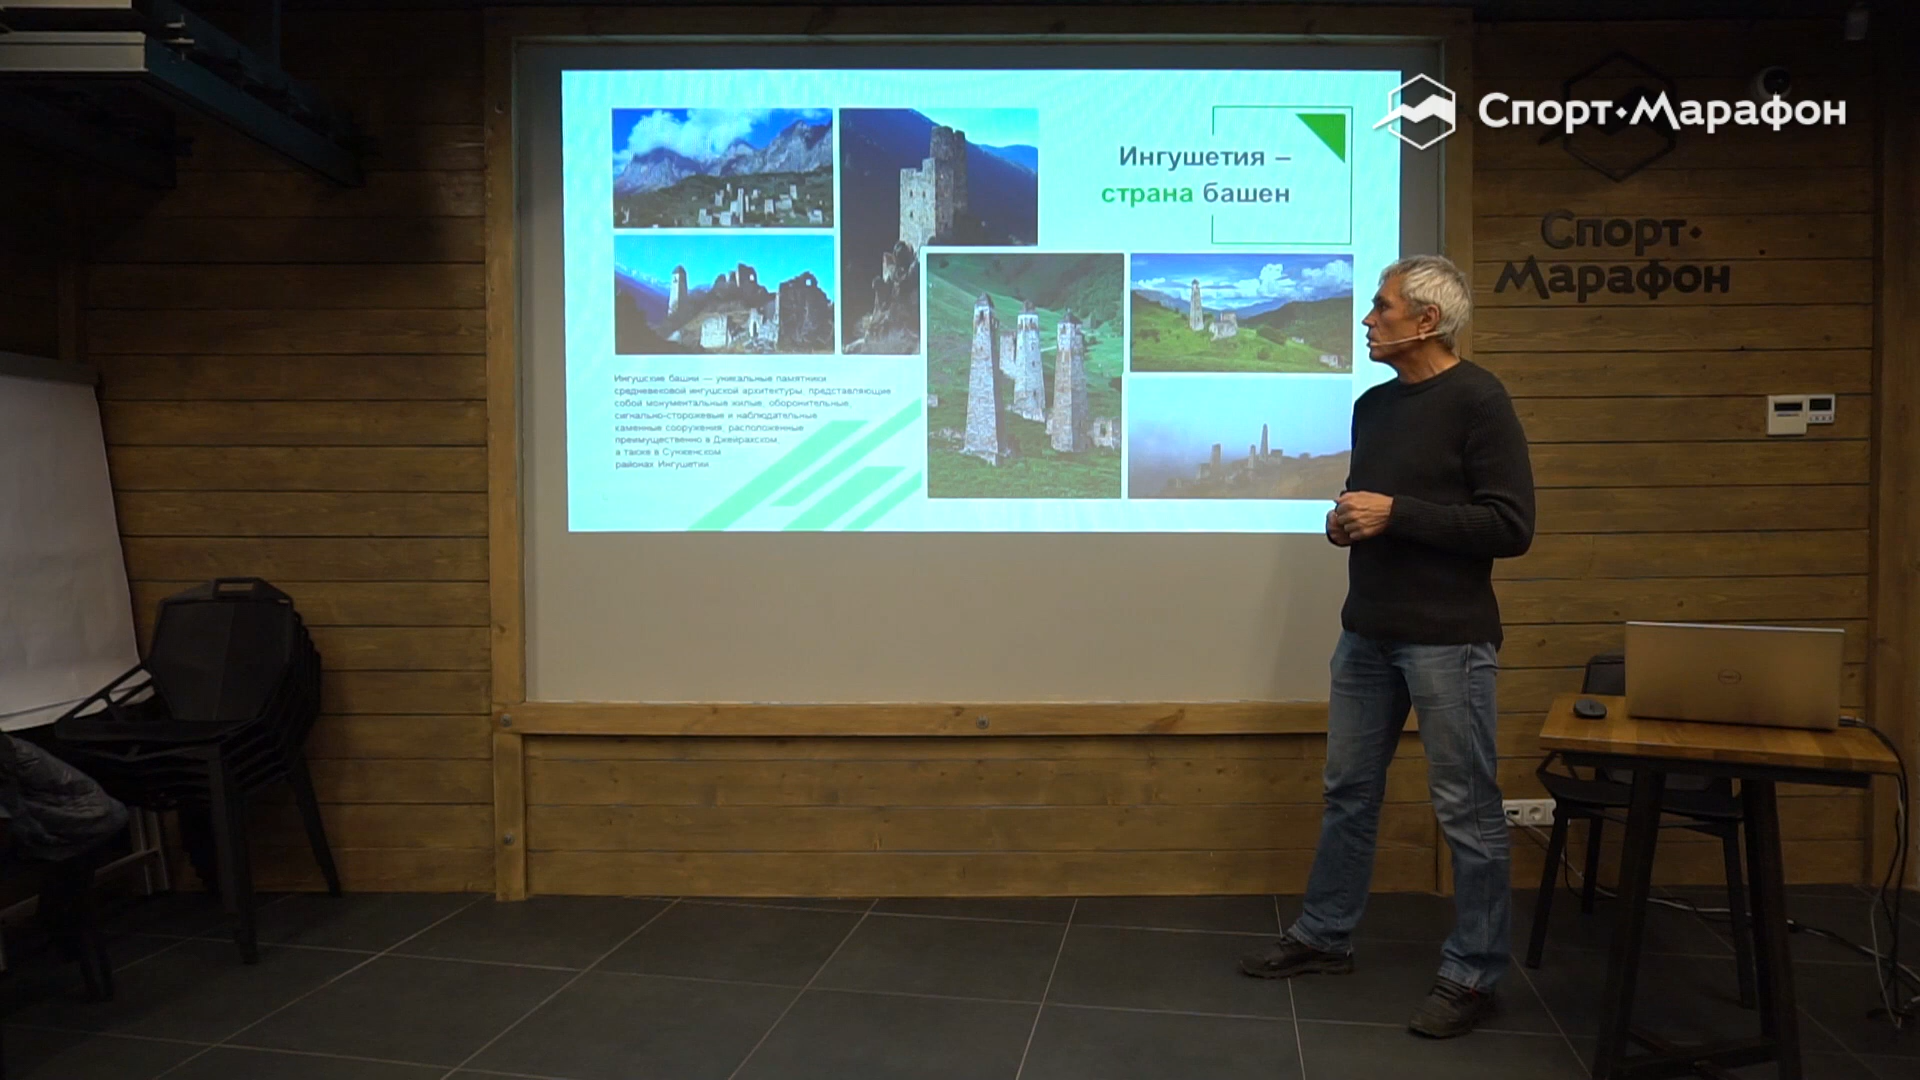 Спорт-Марафон
Ингушетия –
страна башен
Спорт-
Марафон
Ингушские башни — уникальные памятники
средневековой ингушской архитектуры, представляющие
собой монументальные жилые, оборонительные,
сигнально-сторожевые и наблюдательные
каменные сооружения, расположенные
преимущественно в Джейрахском,
а также в Сунженском
районах Ингушетии